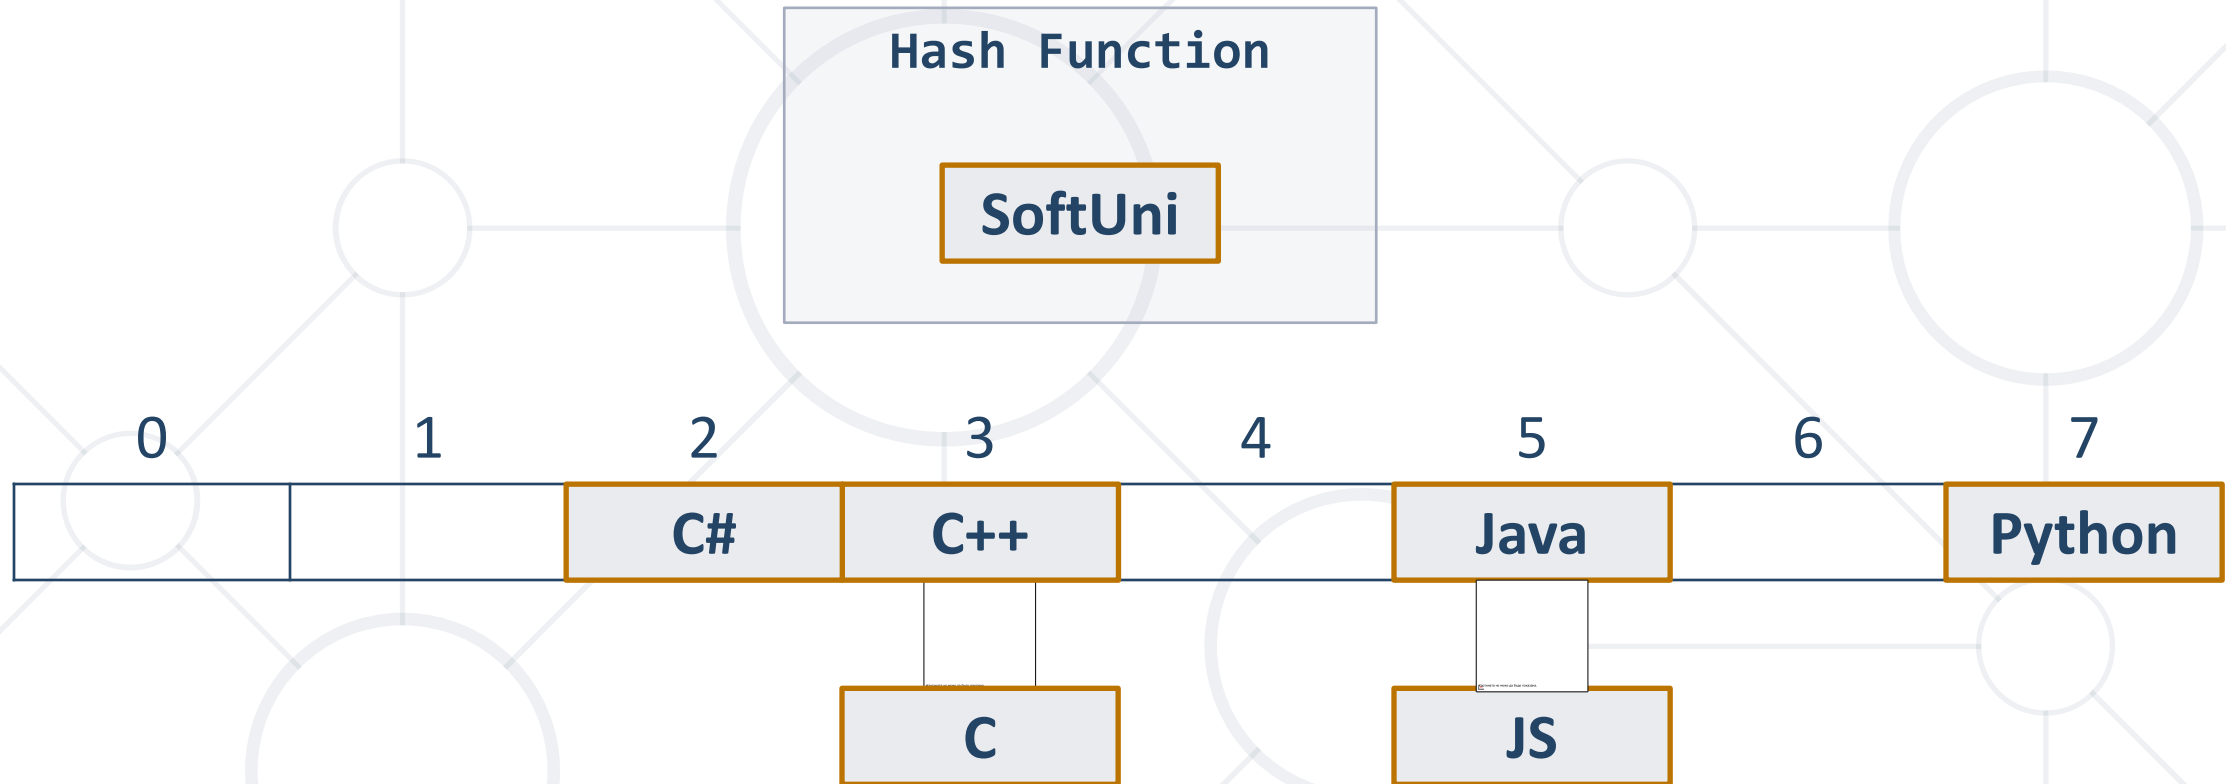 Hash Function
SoftUni
0 1 2 3 4 5 6 7
C# C++ Java Python
C JS